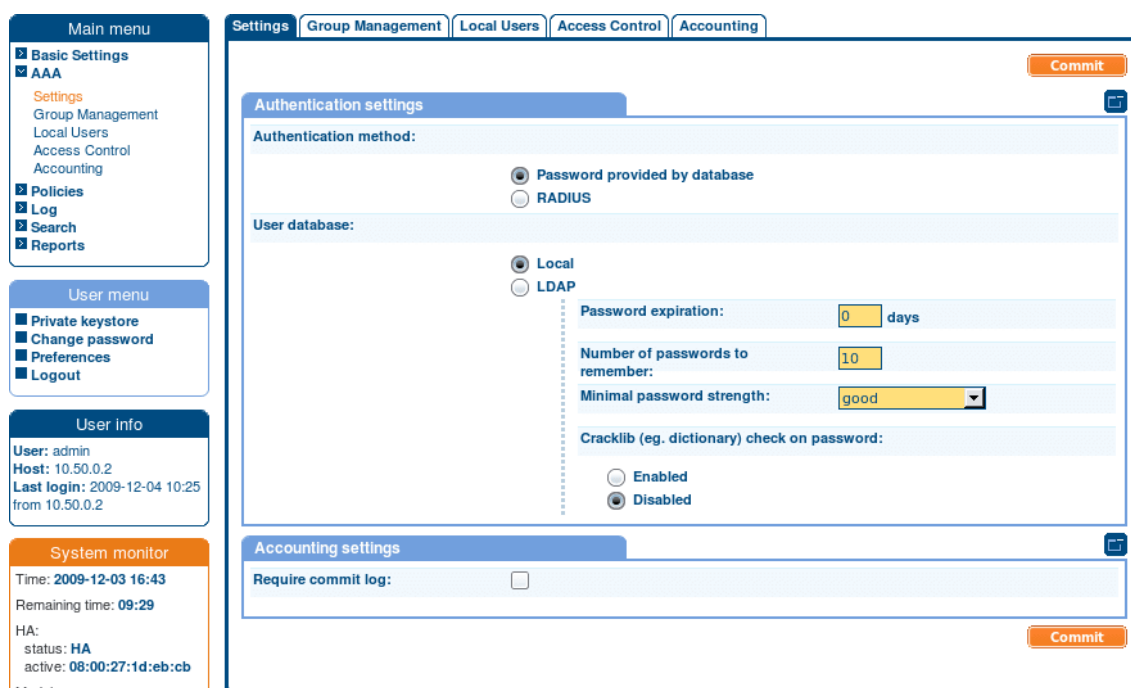 Main menu
Basic Settings
AAA
Settings
Group Management
Local Users
Access Control
Accounting
Policies
Log
Search
Reports
User menu
Private keystore
Change password
Preferences
Logout
User info
User: admin
Host: 10.50.0.2
Last login: 2009-12-04 10:25
from 10.50.0.2
System monitor
Time: 2009-12-03 16:43
Remaining time: 09:29
HA:
status: HA
active: 08:00:27:1d:eb:cb
Settings Group Management Local Users Access Control Accounting
Commit
Authentication settings
Authentication method:
Password provided by database
RADIUS
User database:
Local
LDAP
Password expiration: 0 days
Number of passwords to
remember: 10
Minimal password strength: good
Cracklib (eg. dictionary) check on password:
Enabled
Disabled
Accounting settings
Require commit log:
Commit